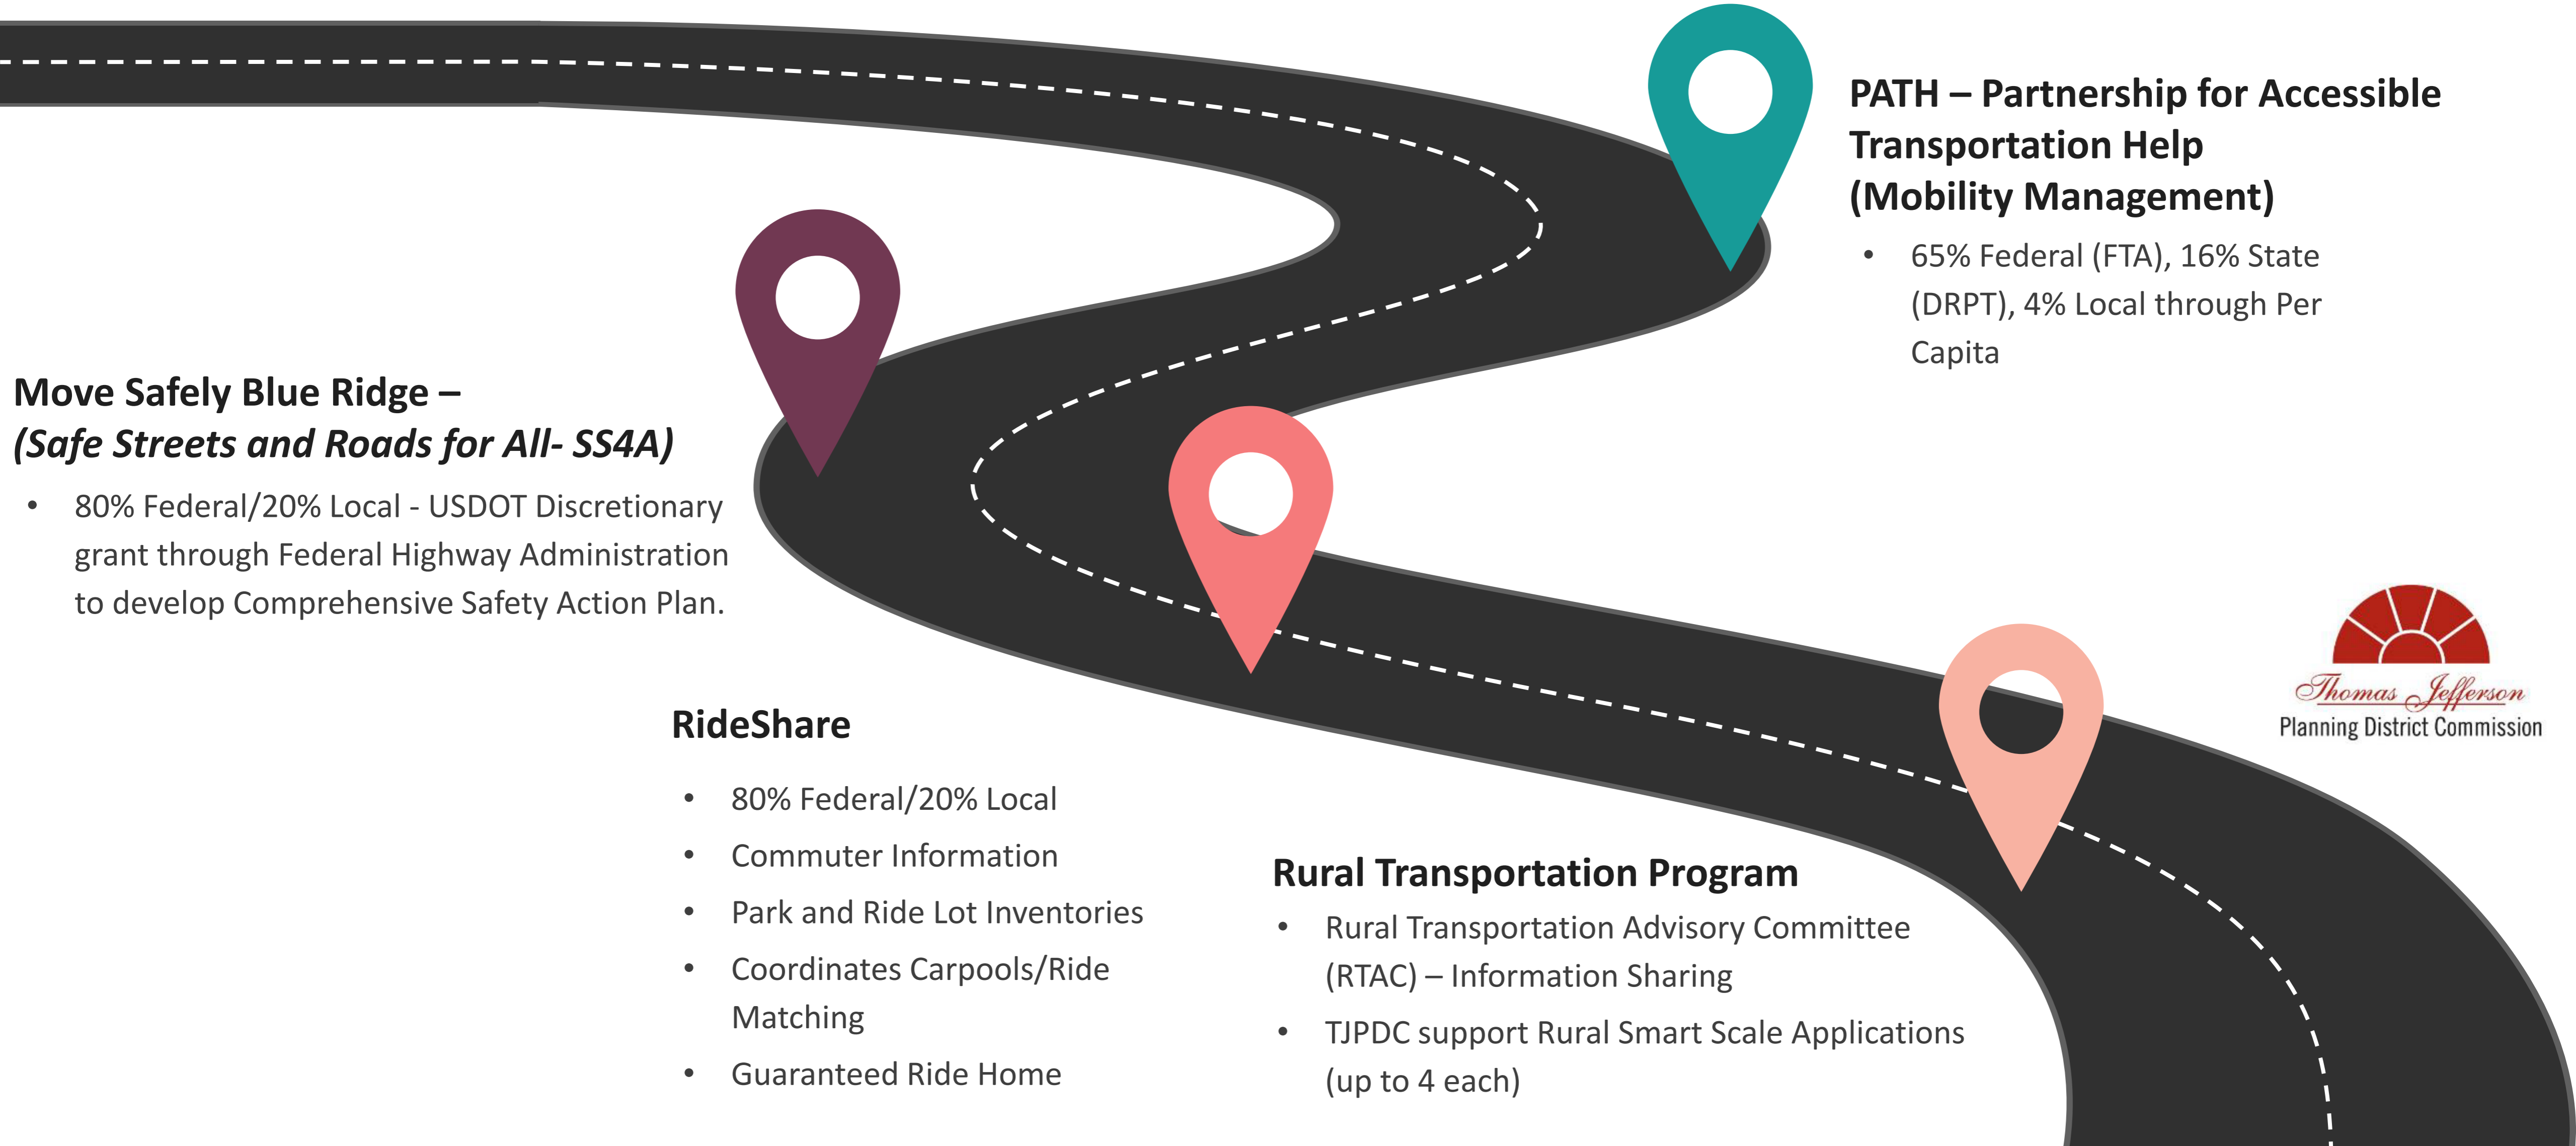 PATH – Partnership for Accessible
Transportation Help
(Mobility Management)
• 65% Federal (FTA), 16% State
(DRPT), 4% Local through Per
Capita
Move Safely Blue Ridge –
(Safe Streets and Roads for All- SS4A)
• 80% Federal/20% Local - USDOT Discretionary
grant through Federal Highway Administration
to develop Comprehensive Safety Action Plan.
RideShare
• 80% Federal/20% Local
• Commuter Information
• Park and Ride Lot Inventories
• Coordinates Carpools/Ride
Matching
• Guaranteed Ride Home
Rural Transportation Program
• Rural Transportation Advisory Committee
(RTAC) – Information Sharing
• TJPDC support Rural Smart Scale Applications
(up to 4 each)
Thomas Jefferson
Planning District Commission